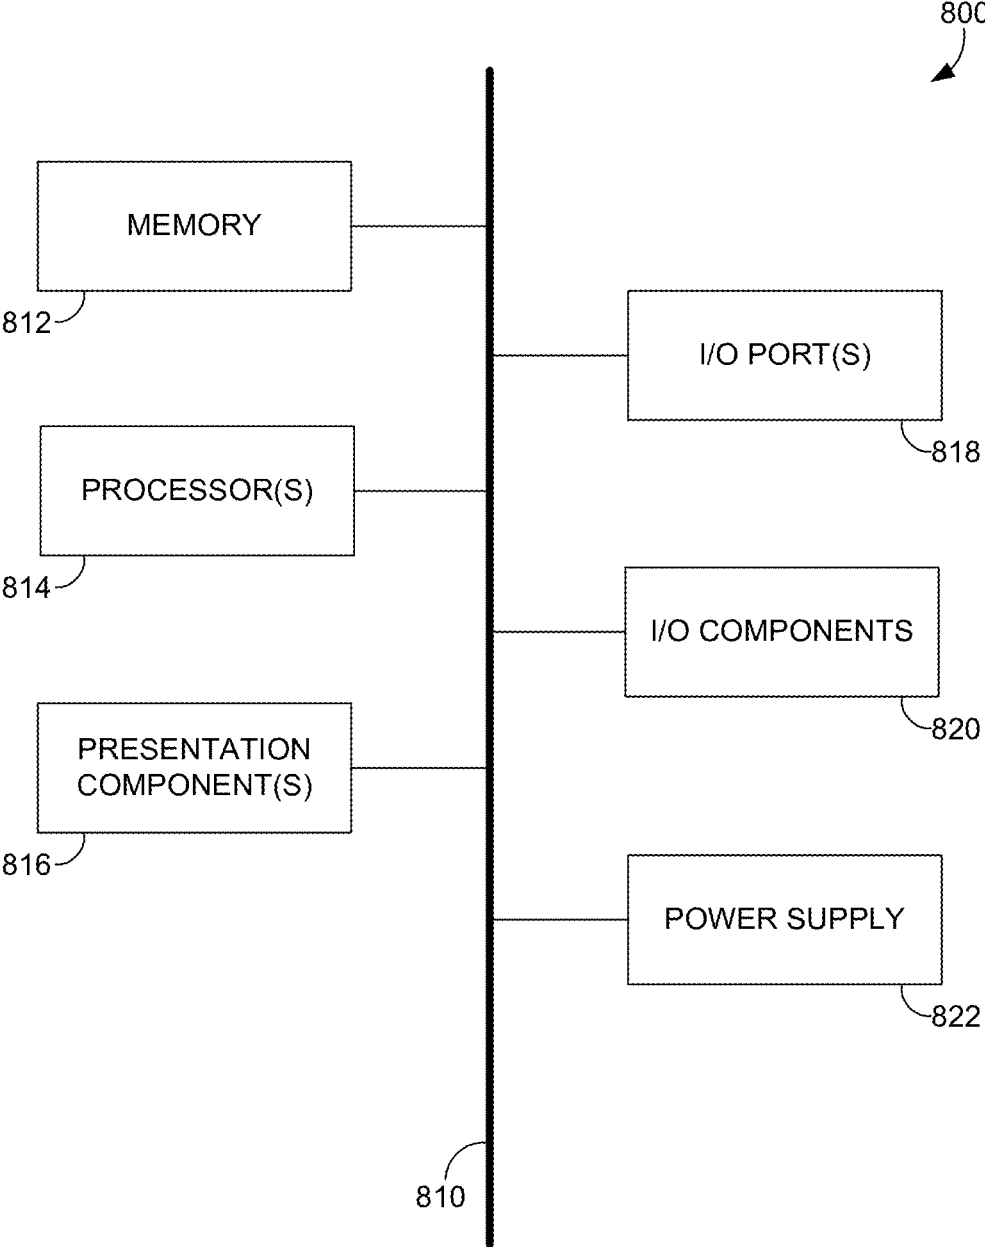 800
MEMORY
812
I/O PORT(S)
818
PROCESSOR(S)
814
I/O COMPONENTS
820
PRESENTATION
COMPONENT(S)
816
POWER SUPPLY
822
810